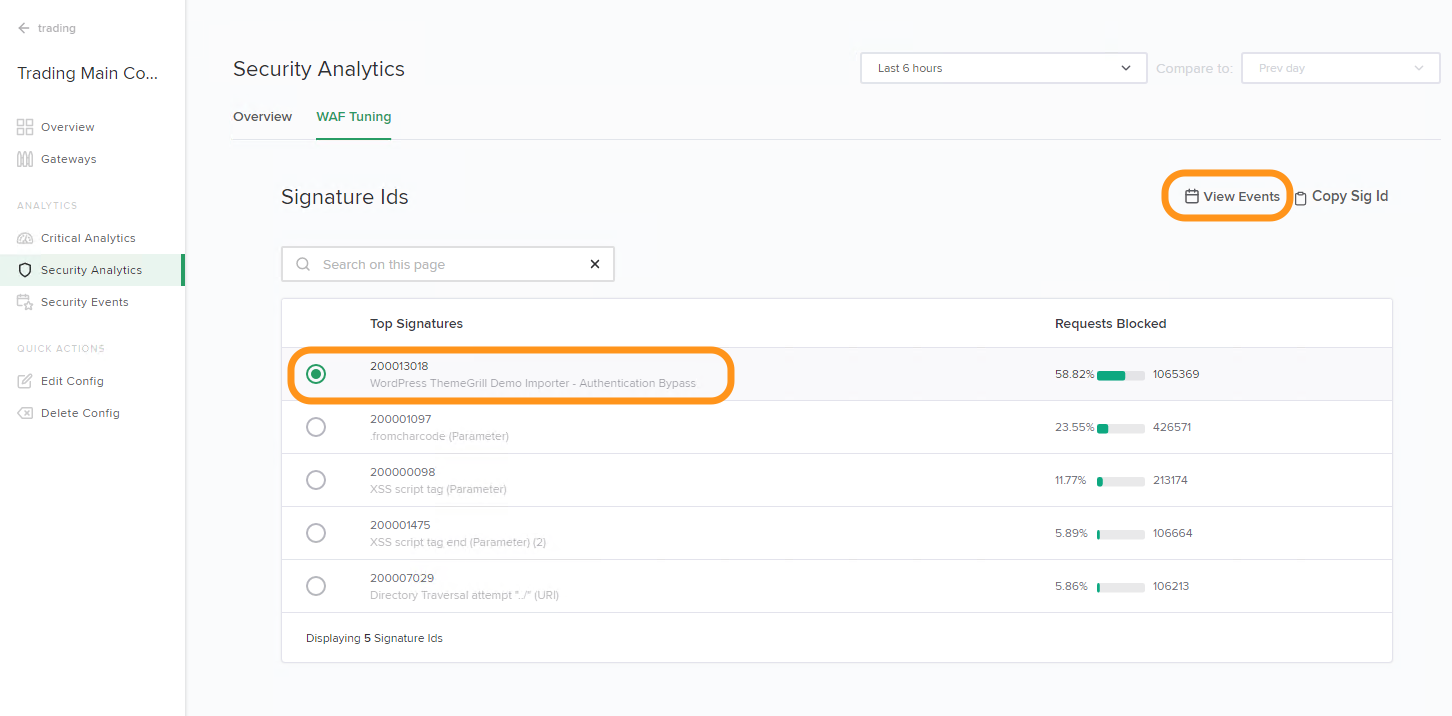 trading
Trading Main Co...
Overview
Gateways
ANALYTICS
Critical Analytics
Security Analytics
Security Events
QUICK ACTIONS
Edit Config
Delete Config
Security Analytics
Last 6 hours
Compare to:
Prev day
Overview
WAF Tuning
Signature Ids
View Events
Copy Sig Id
Search on this page
Top Signatures
Requests Blocked
200013018
WordPress ThemeGrill Demo Importer - Authentication Bypass
58.82%
1065369
200001097
.fromcharcode (Parameter)
23.55%
426571
200000098
XSS script tag (Parameter)
11.77%
213174
200001475
XSS script tag end (Parameter) (2)
5.89%
106664
200007029
Directory Traversal attempt "../" (URI)
5.86%
106213
Displaying 5 Signature Ids